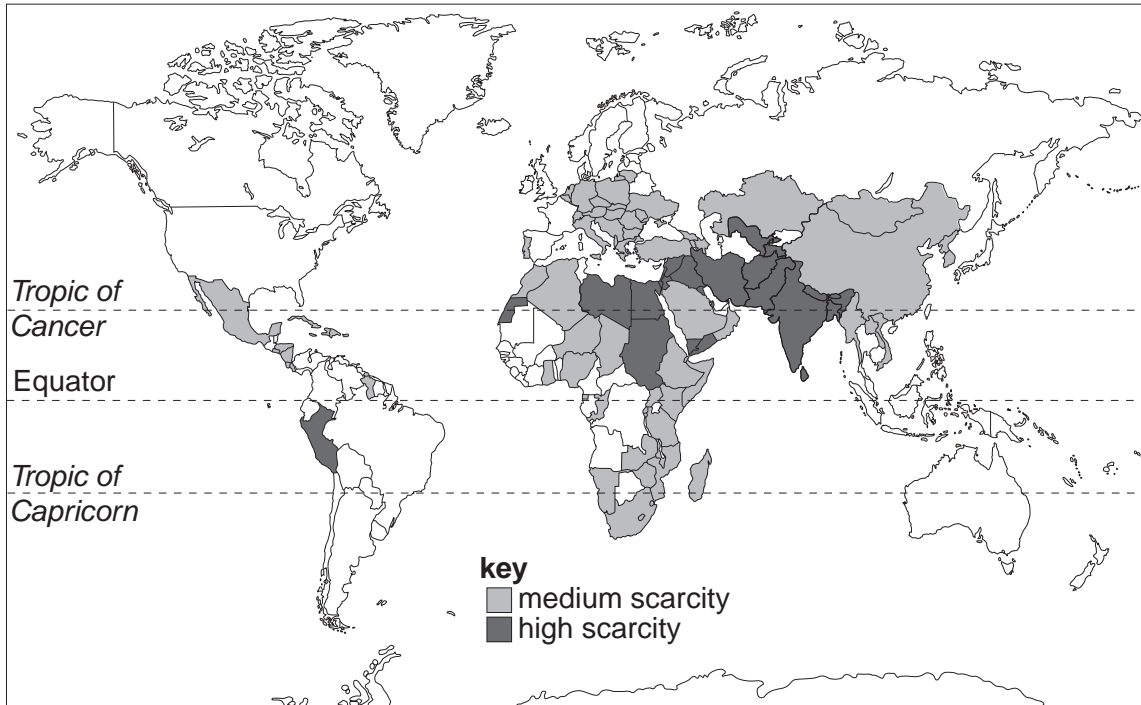 Tropic of
Cancer
Equator
Tropic of
Capricorn
key
medium scarcity
high scarcity